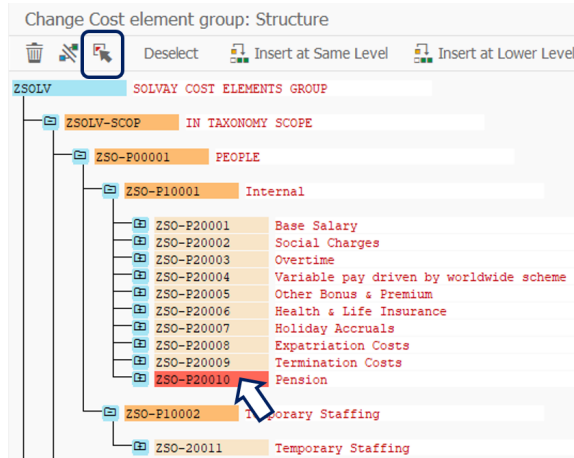 Change Cost element group: Structure
Deselect Insert at Same Level Insert at Lower Level
ZSOLV SOLVAY COST ELEMENTS GROUP
ZSOLV-SCOP IN TAXONOMY SCOPE
ZSO-P00001 PEOPLE
ZSO-P10001 Internal
ZSO-P20001 Base Salary
ZSO-P20002 Social Charges
ZSO-P20003 Overtime
ZSO-P20004 Variable pay driven by worldwide scheme
ZSO-P20005 Other Bonus & Premium
ZSO-P20006 Health & Life Insurance
ZSO-P20007 Holiday Accruals
ZSO-P20008 Expatriation Costs
ZSO-P20009 Termination Costs
ZSO-P20010 Pension
ZSO-P10002 Temporary Staffing
ZSO-20011 Temporary Staffing